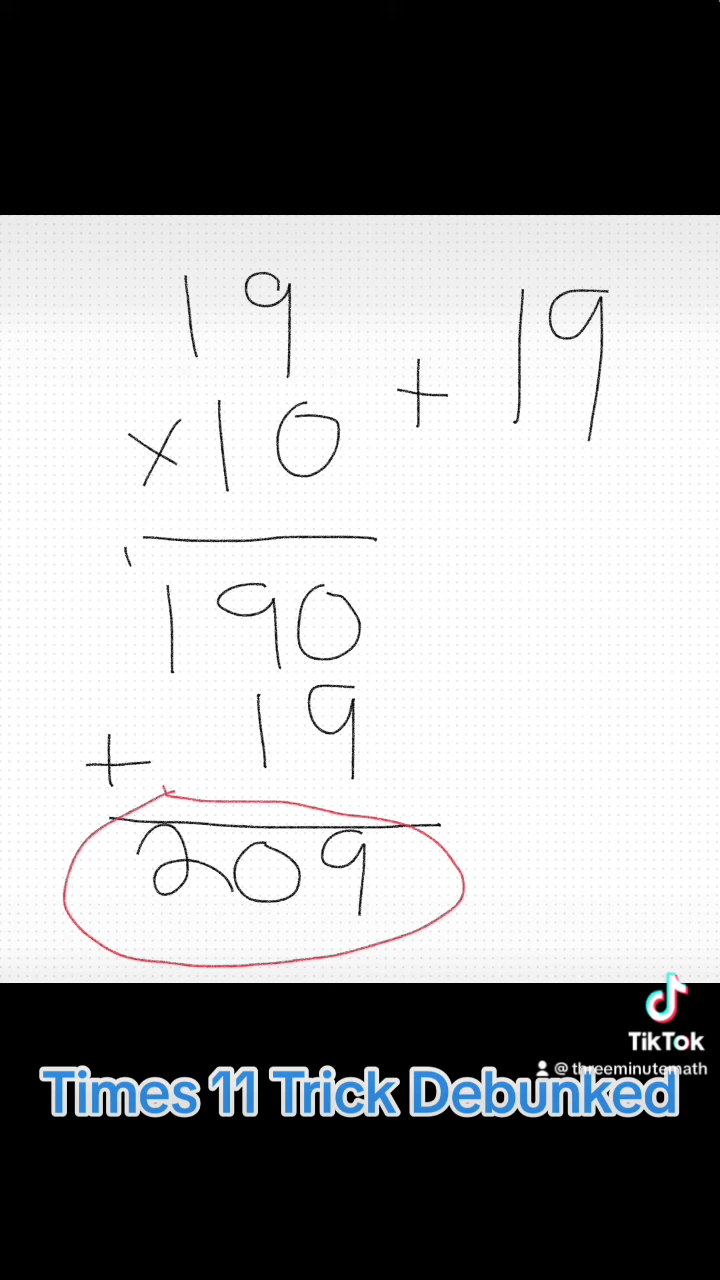 19
×10 + 19
190
+ 19
209
TikTok
@threeminutemath
Times 11 Trick Debunked